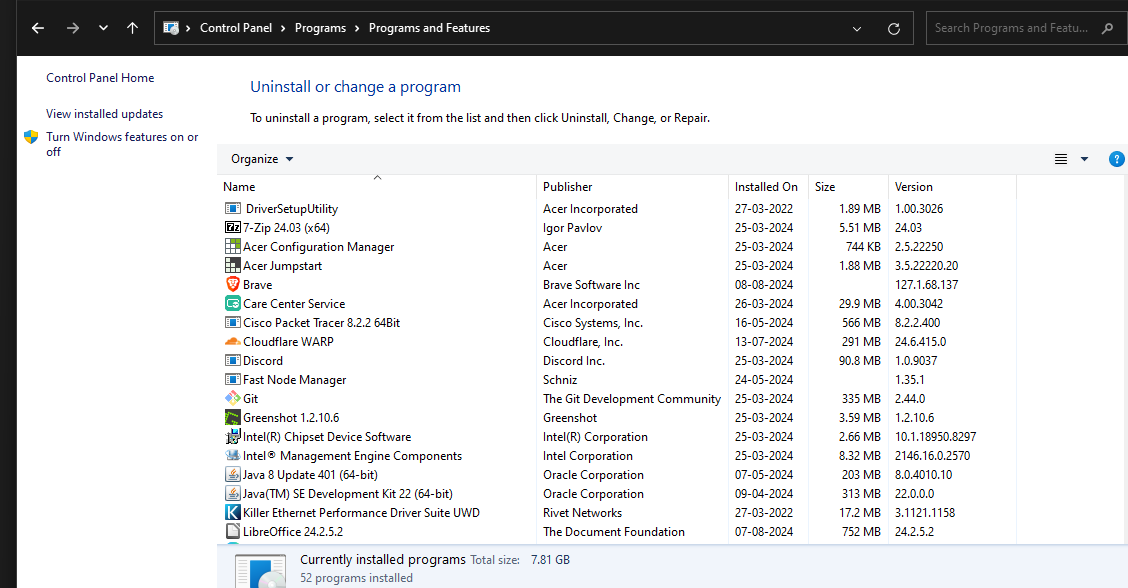 Control Panel Programs Programs and Features Search Programs and Featu...
Control Panel Home
View installed updates
Turn Windows features on or
off
Uninstall or change a program
To uninstall a program, select it from the list and then click Uninstall, Change, or Repair.
Organize
Name Publisher Installed On Size Version
DriverSetupUtility Acer Incorporated 27-03-2022 1.89 MB 1.00.3026
7-Zip 24.03 (x64) Igor Pavlov 25-03-2024 5.51 MB 24.03
Acer Configuration Manager Acer 25-03-2024 744 KB 2.5.22250
Acer Jumpstart Acer 25-03-2024 1.88 MB 3.5.22220.20
Brave Brave Software Inc 08-08-2024 127.1.68.137
Care Center Service Acer Incorporated 26-03-2024 29.9 MB 4.00.3042
Cisco Packet Tracer 8.2.2 64Bit Cisco Systems, Inc. 16-05-2024 566 MB 8.2.2.400
Cloudflare WARP Cloudflare, Inc. 13-07-2024 291 MB 24.6.415.0
Discord Discord Inc. 25-03-2024 90.8 MB 1.0.9037
Fast Node Manager Schniz 24-05-2024 1.35.1
Git The Git Development Community 25-03-2024 335 MB 2.44.0
Greenshot 1.2.10.6 Greenshot 25-03-2024 3.59 MB 1.2.10.6
Intel(R) Chipset Device Software Intel(R) Corporation 25-03-2024 2.66 MB 10.1.18950.8297
Intel® Management Engine Components Intel Corporation 25-03-2024 8.32 MB 2146.16.0.2570
Java 8 Update 401 (64-bit) Oracle Corporation 07-05-2024 203 MB 8.0.4010.10
Java(TM) SE Development Kit 22 (64-bit) Oracle Corporation 09-04-2024 313 MB 22.0.0.0
Killer Ethernet Performance Driver Suite UWD Rivet Networks 27-03-2022 17.2 MB 3.1121.1158
LibreOffice 24.2.5.2 The Document Foundation 07-08-2024 752 MB 24.2.5.2
Currently installed programs Total size: 7.81 GB
52 programs installed